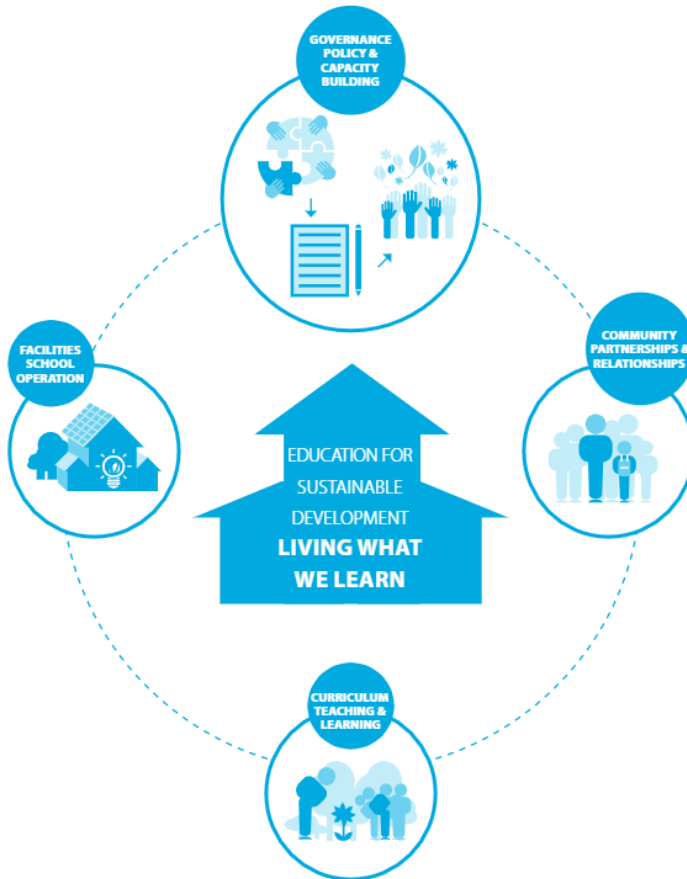 GOVERNANCE
POLICY &
CAPACITY
BUILDING
FACILITIES
SCHOOL
OPERATION
COMMUNITY
PARTNERSHIPS &
RELATIONSHIPS
EDUCATION FOR
SUSTAINABLE
DEVELOPMENT
LIVING WHAT
WE LEARN
CURRICULUM
TEACHING &
LEARNING